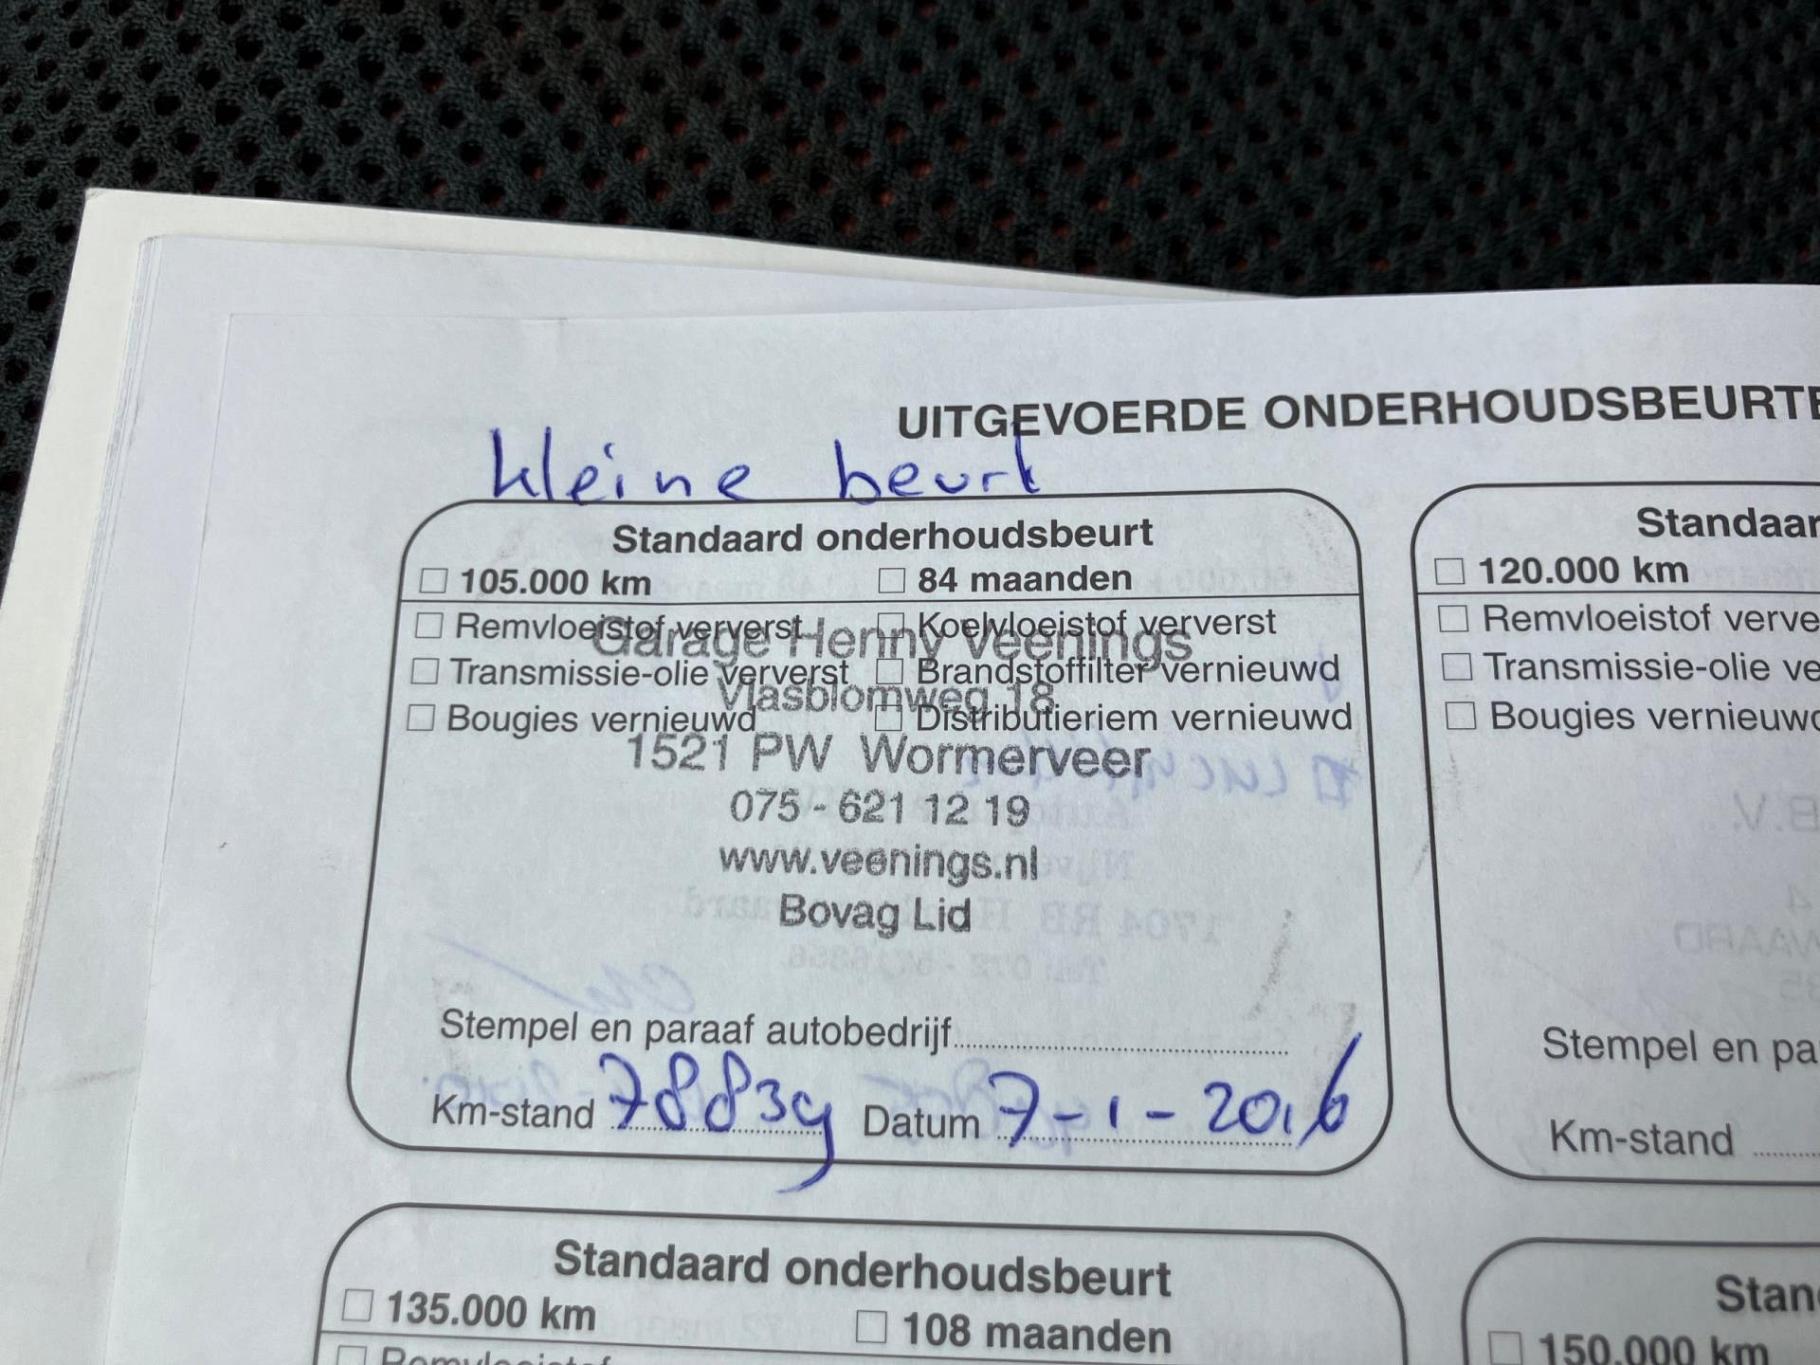 UITGEVOERDE ONDERHOUDSBEURTE
kleine beurt
Standaard onderhoudsbeurt
☐ 105.000 km ☐ 84 maanden
☐ Remvloeistof ververst ☐ Koelvloeistof ververst
☐ Transmissie-olie ververst ☐ Brandstoffilter vernieuwd
☐ Bougies vernieuwd ☐ Distributieriem vernieuwd
Garage Henny Veenings
Vlasblomweg 18
1521 PW Wormerveer
075 - 621 12 19
www.veenings.nl
Bovag Lid
Stempel en paraaf autobedrijf
Km-stand 78839 Datum 7-1-2016
Standaar
☐ 120.000 km
☐ Remvloeistof verve
☐ Transmissie-olie ve
☐ Bougies vernieuwd
Stempel en pa
Km-stand
Standaard onderhoudsbeurt
☐ 135.000 km ☐ 108 maanden
☐ Remvloeistof
Stan
☐ 150.000 km